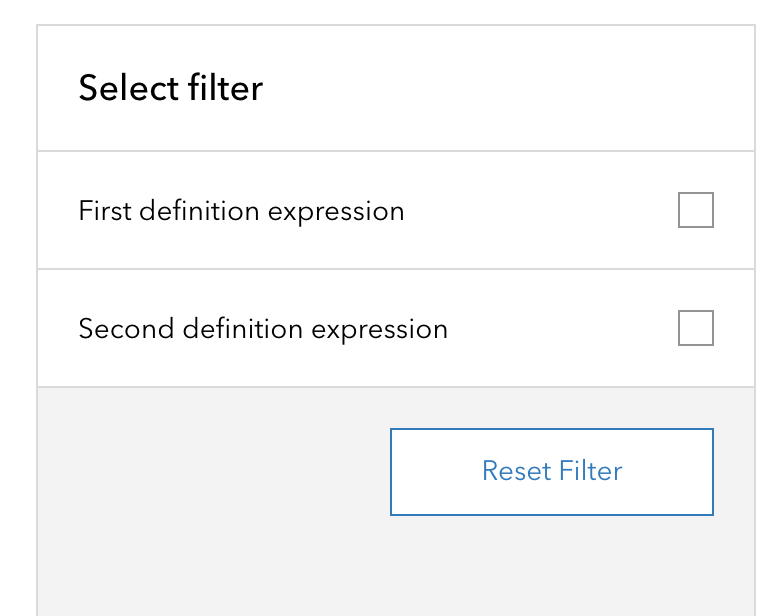 Select filter
First definition expression
Second definition expression
Reset Filter